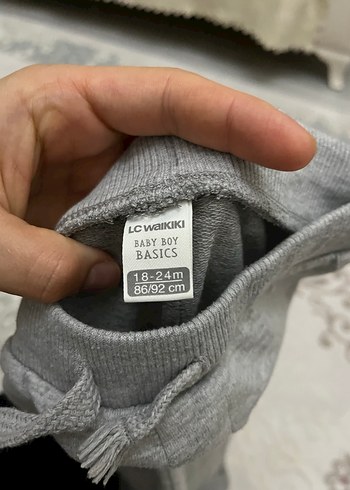 LC WAIKIKI
BABY BOY
BASICS
18-24m
86/92 cm